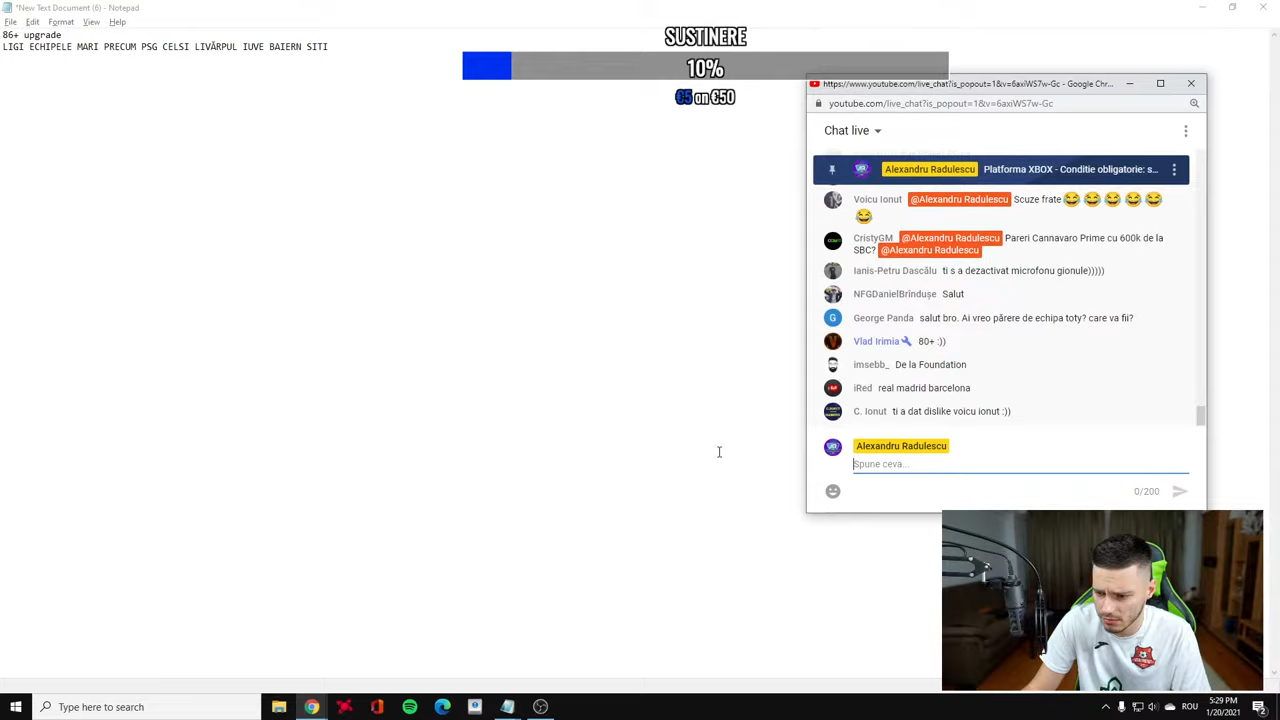 *New Text Document (6) - Notepad
File Edit Format View Help
86+ upgrade
LIGI ECHIPELE MARI PRECUM PSG CELSI LIVĂRPUL IUVE BAIERN SITI
SUSTINERE
10%
€5 on €50
https://www.youtube.com/live_chat?is_popout=1&v=6axiWS7w-Gc - Google Chr...
youtube.com/live_chat?is_popout=1&v=6axiWS7w-Gc
Chat live
Alexandru Radulescu Platforma XBOX - Conditie obligatorie: s...
Voicu Ionut @Alexandru Radulescu Scuze frate 😂 😂 😂 😂 😂
😂
CristyGM @Alexandru Radulescu Pareri Cannavaro Prime cu 600k de la
SBC? @Alexandru Radulescu
Ianis-Petru Dascălu ti s a dezactivat microfonu gionule)))))
NFGDanielBrîndușe Salut
G George Panda salut bro. Ai vreo părere de echipa toty? care va fii?
Vlad Irimia 80+ :))
imsebb_ De la Foundation
iRed real madrid barcelona
C. Ionut ti a dat dislike voicu ionut :))
Alexandru Radulescu
Spune ceva...
0/200
Type here to search
ROU
5:29 PM
1/20/2021
2